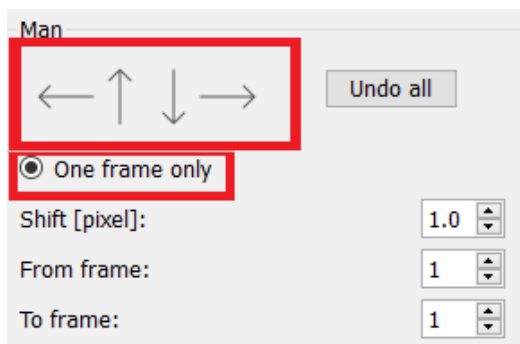 Man
Undo all
One frame only
Shift [pixel]: 1.0
From frame: 1
To frame: 1